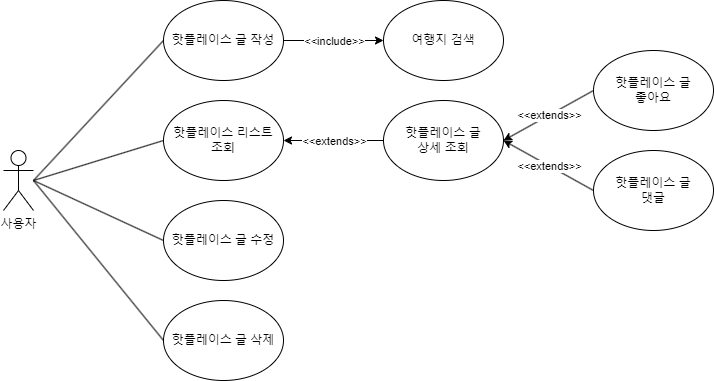 핫플레이스 글 작성
<<include>>
여행지 검색
핫플레이스 리스트
조회
<<extends>>
핫플레이스 글
상세 조회
<<extends>>
핫플레이스 글
좋아요
<<extends>>
핫플레이스 글
댓글
사용자
핫플레이스 글 수정
핫플레이스 글 삭제